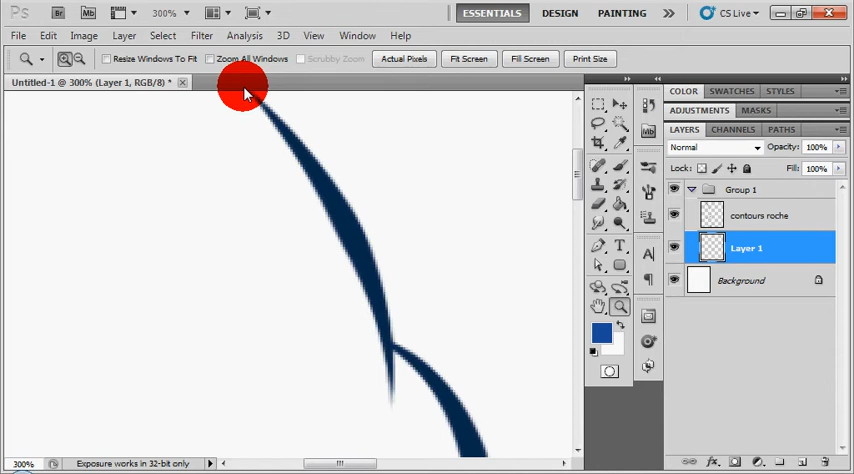 Ps Br Mb 300% ESSENTIALS DESIGN PAINTING CS Live
File Edit Image Layer Select Filter Analysis 3D View Window Help
Resize Windows To Fit Zoom All Windows Scrubby Zoom Actual Pixels Fit Screen Fill Screen Print Size
Untitled-1 @ 300% (Layer 1, RGB/8) *
COLOR SWATCHES STYLES
ADJUSTMENTS MASKS
LAYERS CHANNELS PATHS
Normal Opacity: 100%
Lock: Fill: 100%
Group 1
contours roche
Layer 1
Background
Mb
T
A
300% Exposure works in 32-bit only
fx